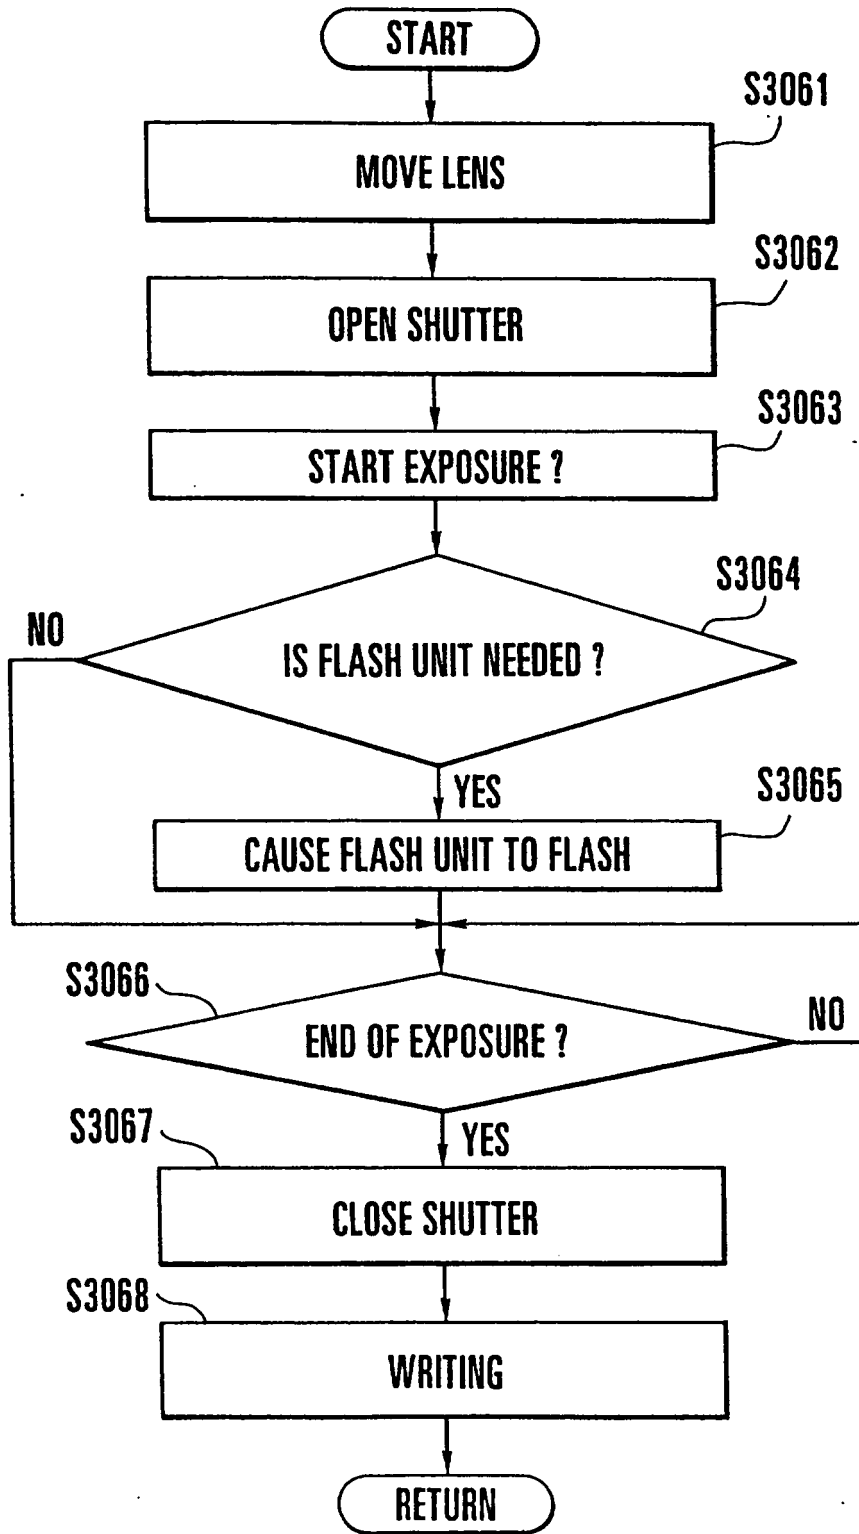 START
S3061
MOVE LENS
S3062
OPEN SHUTTER
S3063
START EXPOSURE ?
S3064
NO
IS FLASH UNIT NEEDED ?
YES
S3065
CAUSE FLASH UNIT TO FLASH
S3066
END OF EXPOSURE ?
NO
S3067
YES
CLOSE SHUTTER
S3068
WRITING
RETURN